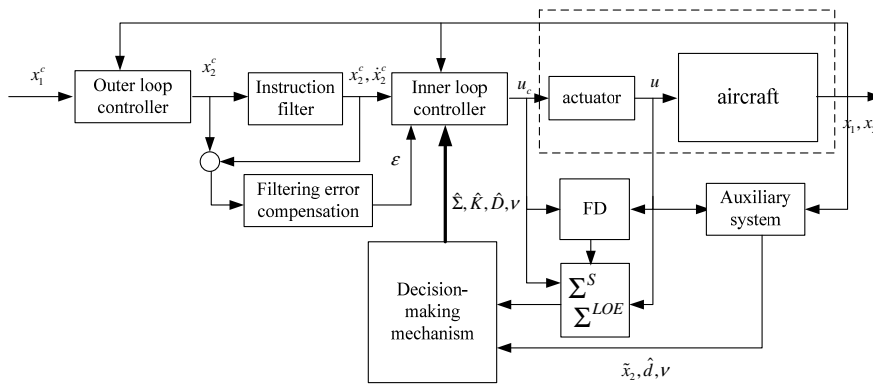 x₁ᶜ
Outer loop
controller
x₂ᶜ
Instruction
filter
x₂ᶜ, ẋ₂ᶜ
Inner loop
controller
u_c
actuator
u
aircraft
x₁, x
Filtering error
compensation
ε
Σ̂, K̂, D̂, ν
FD
Auxiliary
system
Decision-
making
mechanism
Σ^S
Σ^LOE
x̃₂, d̂, ν